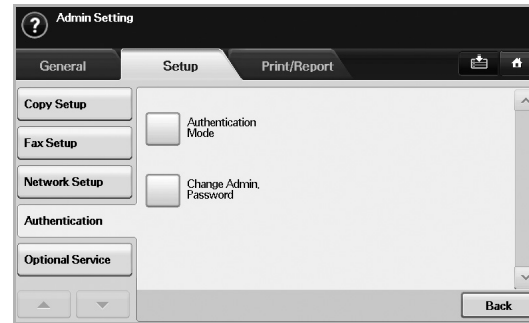 Admin Setting
General
Setup
Print/Report
Copy Setup
Fax Setup
Network Setup
Authentication
Optional Service
Authentication
Mode
Change Admin.
Password
Back